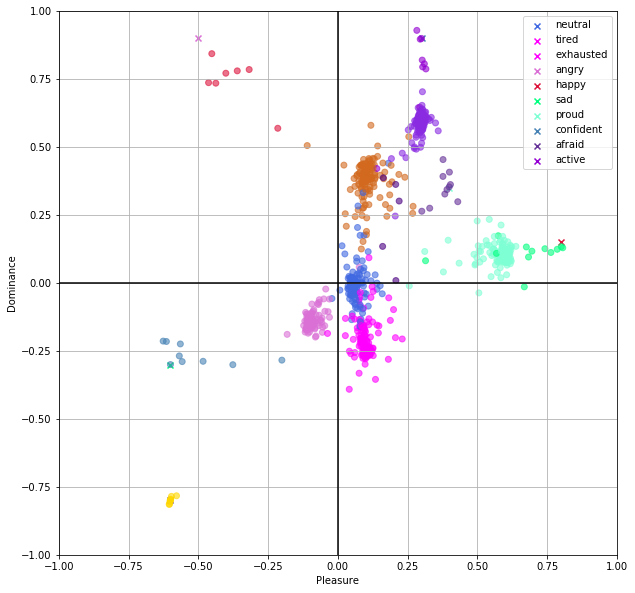 1.00
0.75
0.50
0.25
0.00
−0.25
−0.50
−0.75
−1.00
−1.00
−0.75
−0.50
−0.25
0.00
0.25
0.50
0.75
1.00
Pleasure
Dominance
neutral
tired
exhausted
angry
happy
sad
proud
confident
afraid
active